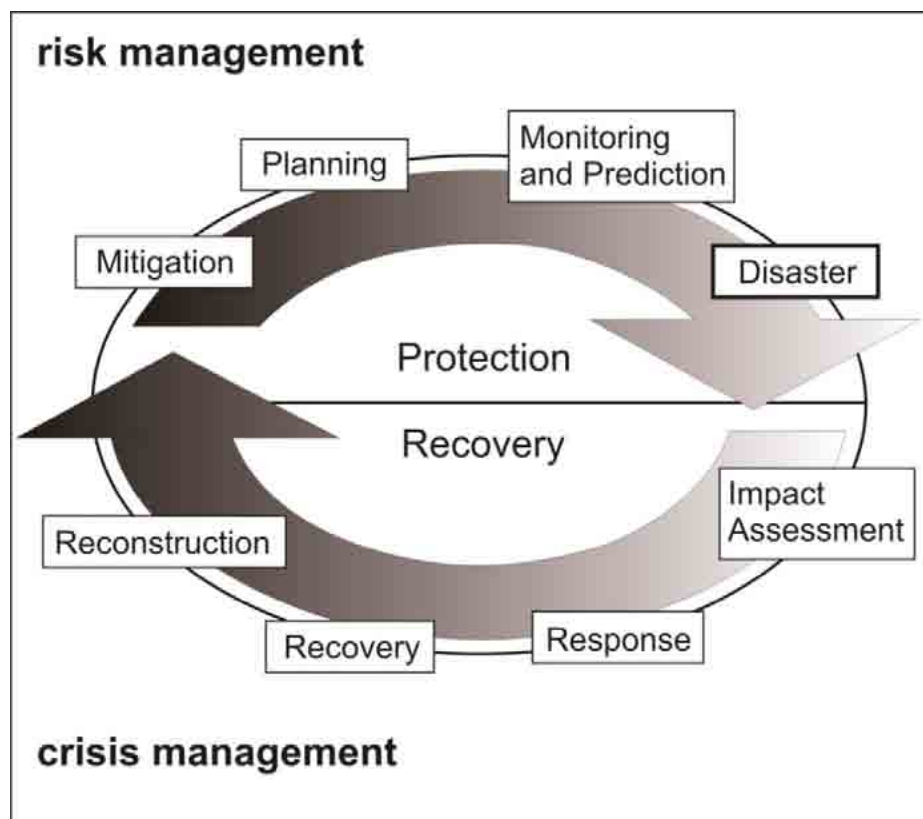 risk management
Planning
Monitoring
and Prediction
Mitigation
Disaster
Protection
Recovery
Impact
Assessment
Reconstruction
Recovery
Response
crisis management